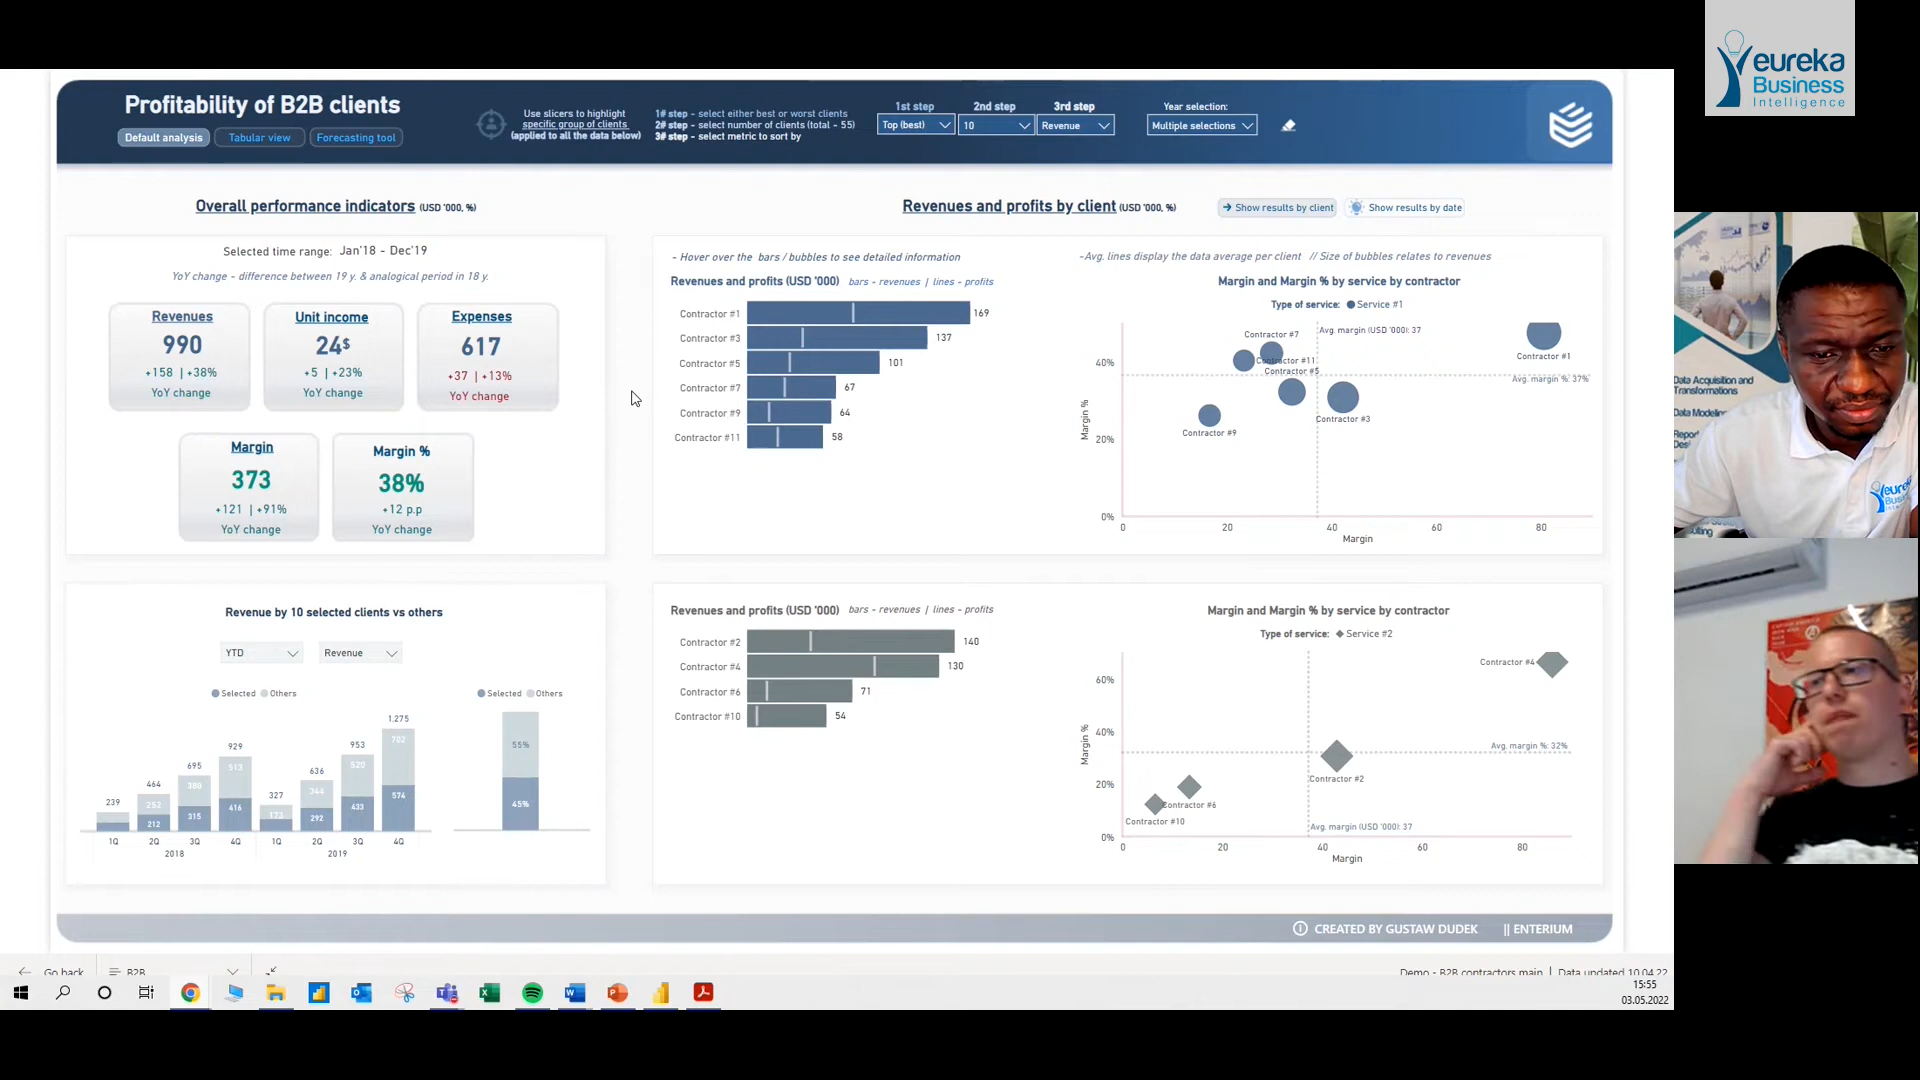 eureka
Business
Intelligence
Profitability of B2B clients
Default analysis
Tabular view
Forecasting tool
Use slicers to highlight
specific group of clients
(applied to all the data below)
1# step - select either best or worst clients
2# step - select number of clients (total - 55)
3# step - select metric to sort by
1st step
2nd step
3rd step
Top (best)
10
Revenue
Year selection:
Multiple selections
Overall performance indicators (USD '000, %)
Selected time range: Jan'18 - Dec'19
YoY change - difference between 19 y. & analogical period in 18 y.
Revenues
990
+158 | +38%
YoY change
Unit income
24$
+5 | +23%
YoY change
Expenses
617
+37 | +13%
YoY change
Margin
373
+121 | +91%
YoY change
Margin %
38%
+12 p.p
YoY change
Revenues and profits by client (USD '000, %)
Show results by client
Show results by date
- Hover over the bars / bubbles to see detailed information
-Avg. lines display the data average per client // Size of bubbles relates to revenues
Revenues and profits (USD '000) bars - revenues | lines - profits
Contractor #1 169
Contractor #3 137
Contractor #5 101
Contractor #7 67
Contractor #9 64
Contractor #11 58
Margin and Margin % by service by contractor
Type of service: Service #1
Contractor #7
Avg. margin (USD '000): 37
Contractor #1
Contractor #11
Contractor #5
Avg. margin %: 37%
Contractor #3
Contractor #9
40%
20%
0%
Margin %
0 20 40 60 80
Margin
Revenue by 10 selected clients vs others
YTD
Revenue
Selected Others
Selected Others
239
464
252
212
695
380
315
929
513
416
327
172
636
344
292
953
520
433
1,275
702
574
1Q 2Q 3Q 4Q 1Q 2Q 3Q 4Q
2018 2019
55%
45%
Revenues and profits (USD '000) bars - revenues | lines - profits
Contractor #2 140
Contractor #4 130
Contractor #6 71
Contractor #10 54
Margin and Margin % by service by contractor
Type of service: Service #2
Contractor #4
Avg. margin %: 32%
Contractor #2
Contractor #6
Contractor #10
Avg. margin (USD '000): 37
60%
40%
20%
0%
Margin %
0 20 40 60 80
Margin
CREATED BY GUSTAW DUDEK || ENTERIUM
Go back
B2B
Demo - B2B contractors main | Data updated 10.04.22
15:55
03.05.2022
Data Acquisition and
Transformations